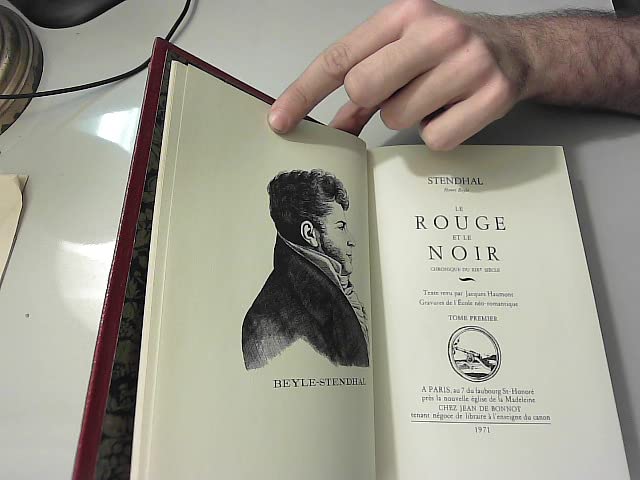 BEYLE-STENDHAL
STENDHAL
Henri Beyle
LE
ROUGE
ET LE
NOIR
CHRONIQUE DU XIXe SIÈCLE
Texte revu par Jacques Haumont
Gravures de l'École néo-romantique
TOME PREMIER
A PARIS, au 7 du faubourg St-Honoré
près la nouvelle église de la Madeleine
CHEZ JEAN DE BONNOT
tenant négoce de libraire à l'enseigne du canon
1971